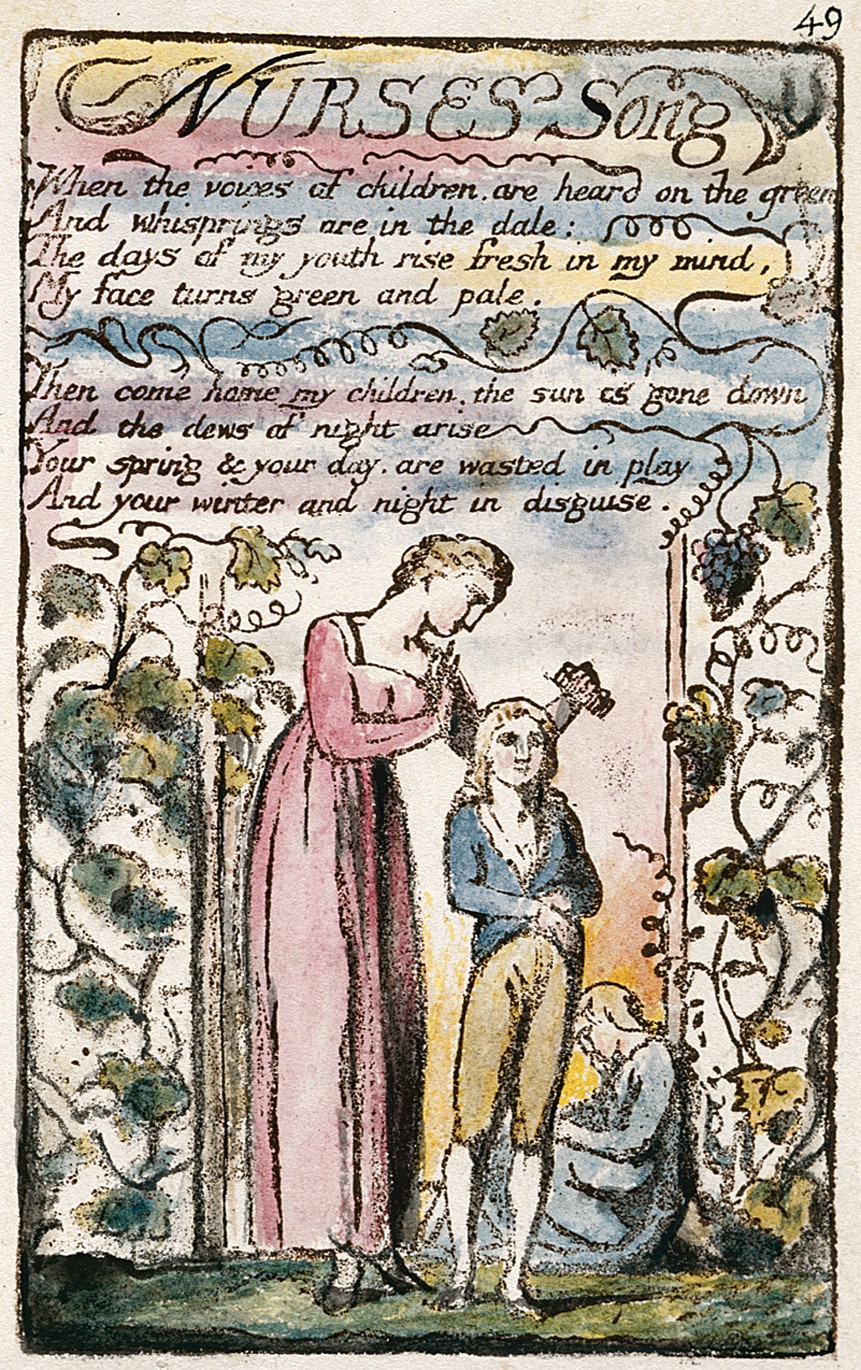 49
NURSES Song
When the voices of children. are heard on the green
And whisprings are in the dale:
The days of my youth rise fresh in my mind,
My face turns green and pale.
Then come home my children. the sun is gone down
And the dews of night arise
Your spring & your day. are wasted in play
And your winter and night in disguise.